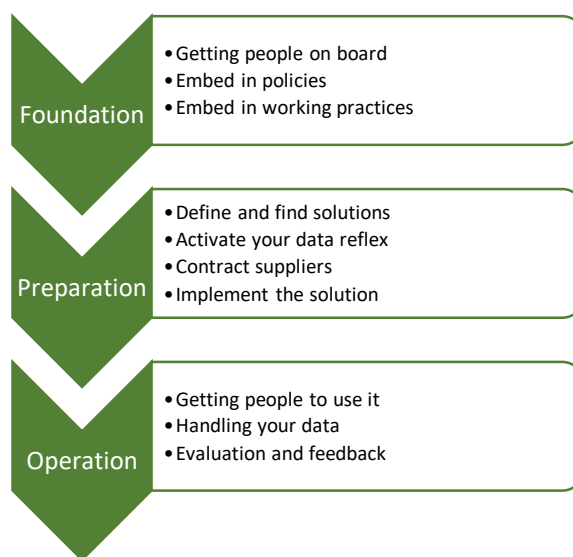 Foundation
•Getting people on board
•Embed in policies
•Embed in working practices
Preparation
•Define and find solutions
•Activate your data reflex
•Contract suppliers
•Implement the solution
Operation
•Getting people to use it
•Handling your data
•Evaluation and feedback